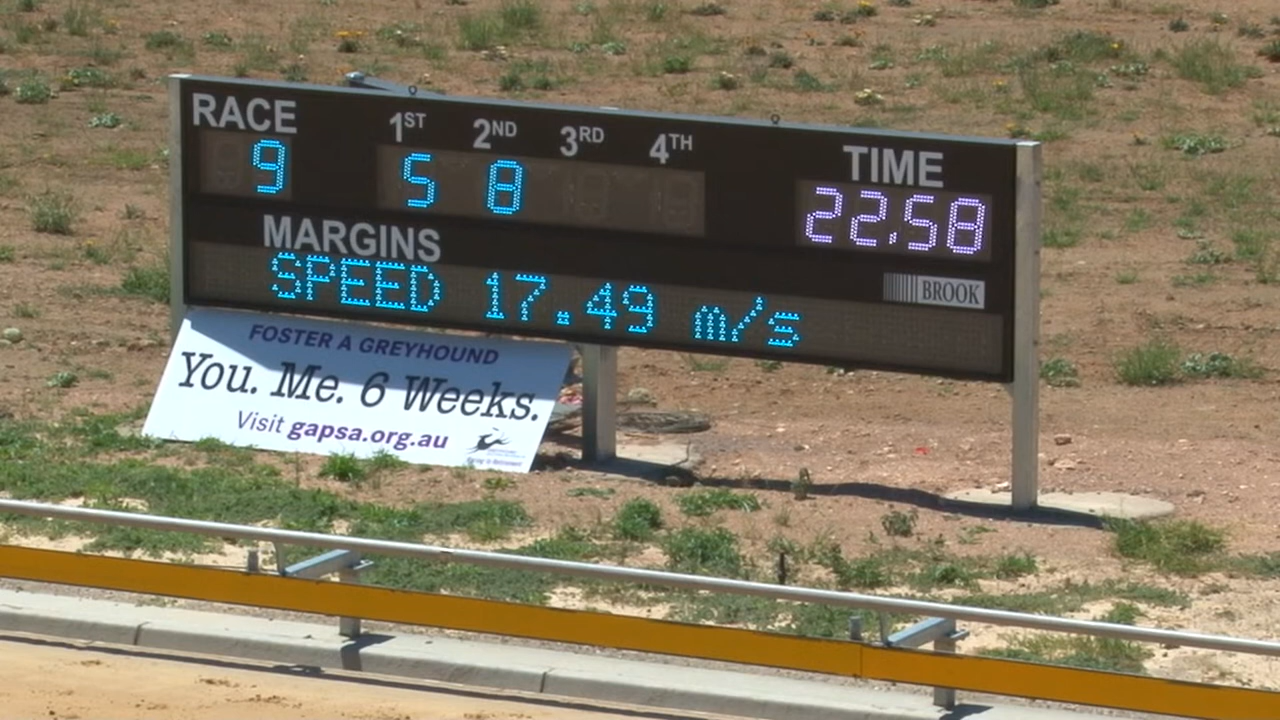 RACE 1ST 2ND 3RD 4TH TIME
9 5 8 22.58
MARGINS
SPEED 17.49 m/s
BROOK
FOSTER A GREYHOUND
You. Me. 6 Weeks.
Visit gapsa.org.au